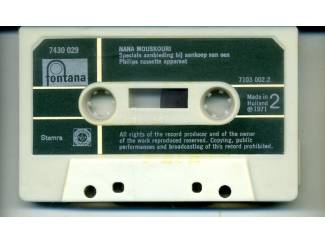 7430 029
NANA MOUSKOURI
Speciale aanbieding bij aankoop van een
Philips cassette apparaat
fontana
7103 002.2
Made in
Holland
℗1971
2
Stemra
All rights of the record producer and of the owner
of the work reproduced reserves. Copying, public
performances and broadcasting of this record prohibited.